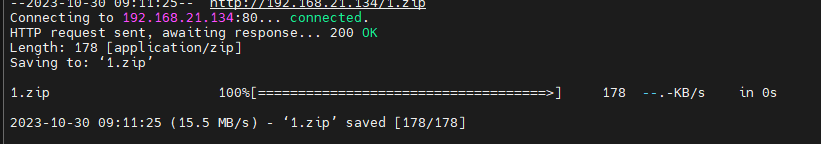 --2023-10-30 09:11:25-- http://192.168.21.134/1.zip
Connecting to 192.168.21.134:80... connected.
HTTP request sent, awaiting response... 200 OK
Length: 178 [application/zip]
Saving to: ‘1.zip’
1.zip 100%[====================================>] 178 --.-KB/s in 0s
2023-10-30 09:11:25 (15.5 MB/s) - ‘1.zip’ saved [178/178]